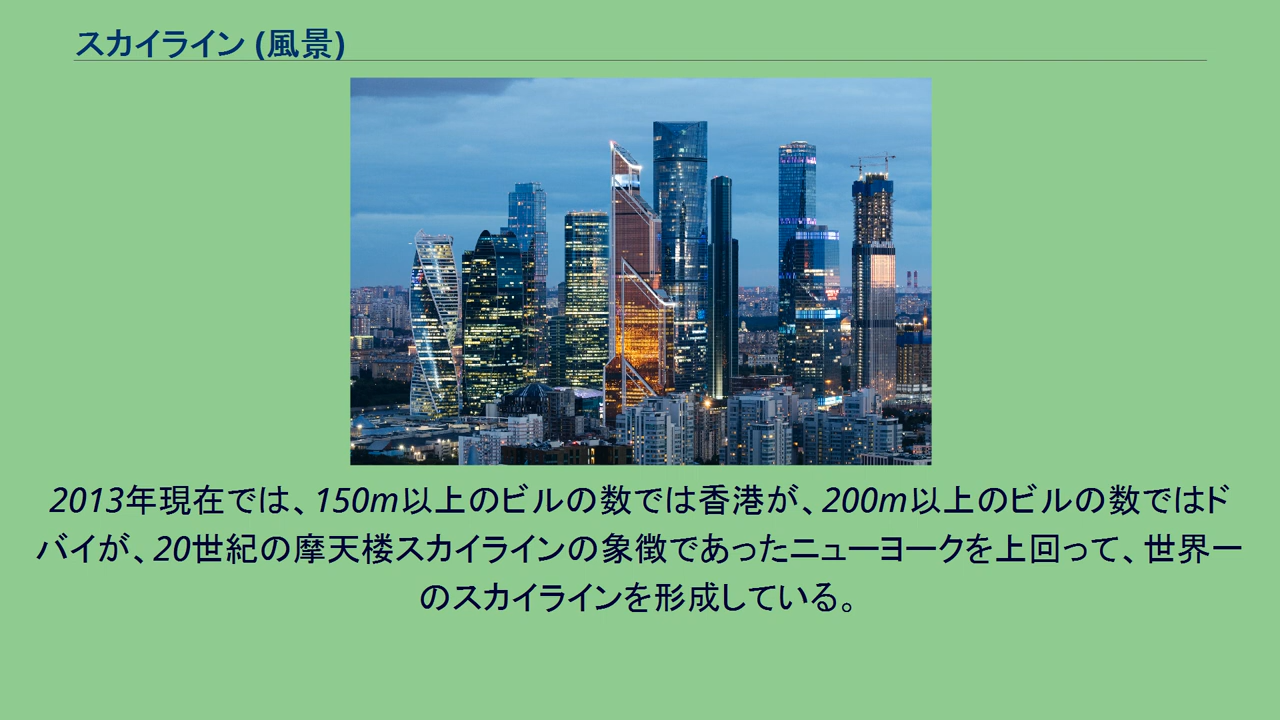 スカイライン (風景)
2013年現在では、150m以上のビルの数では香港が、200m以上のビルの数ではド
バイが、20世紀の摩天楼スカイラインの象徴であったニューヨークを上回って、世界一
のスカイラインを形成している。